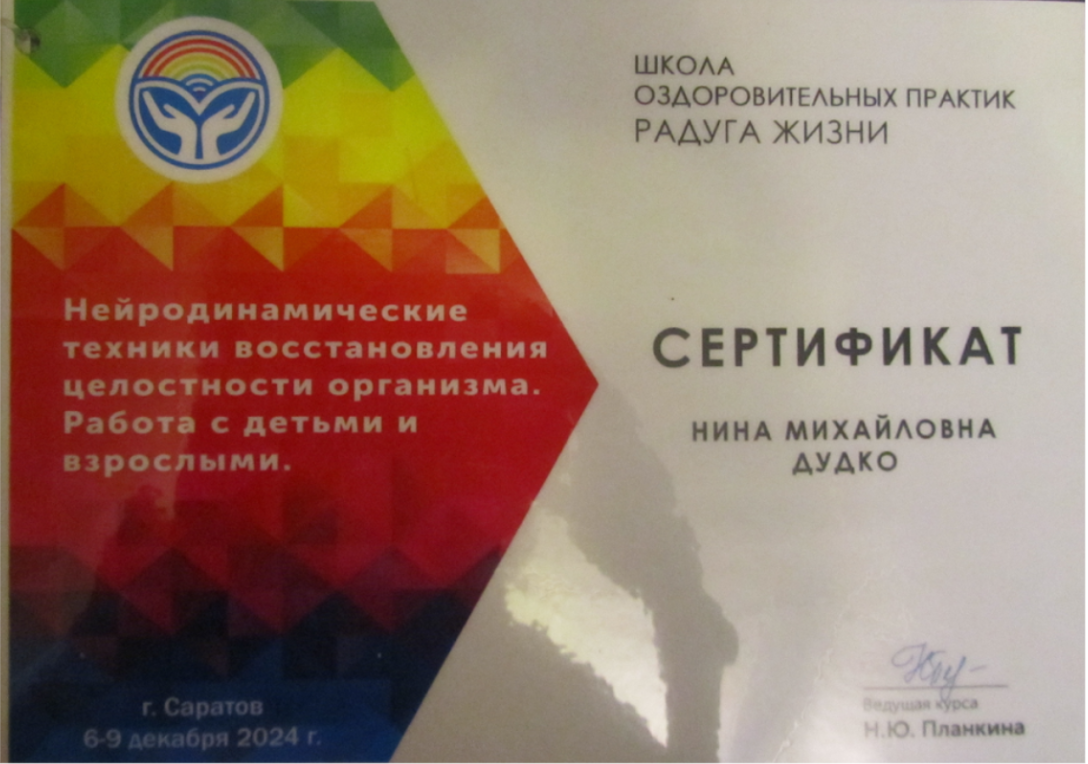 ШКОЛА
ОЗДОРОВИТЕЛЬНЫХ ПРАКТИК
РАДУГА ЖИЗНИ
Нейродинамические
техники восстановления
целостности организма.
Работа с детьми и
взрослыми.
СЕРТИФИКАТ
НИНА МИХАЙЛОВНА
ДУДКО
г. Саратов
6-9 декабря 2024 г.
Ведущая курса
Н.Ю. Планкина